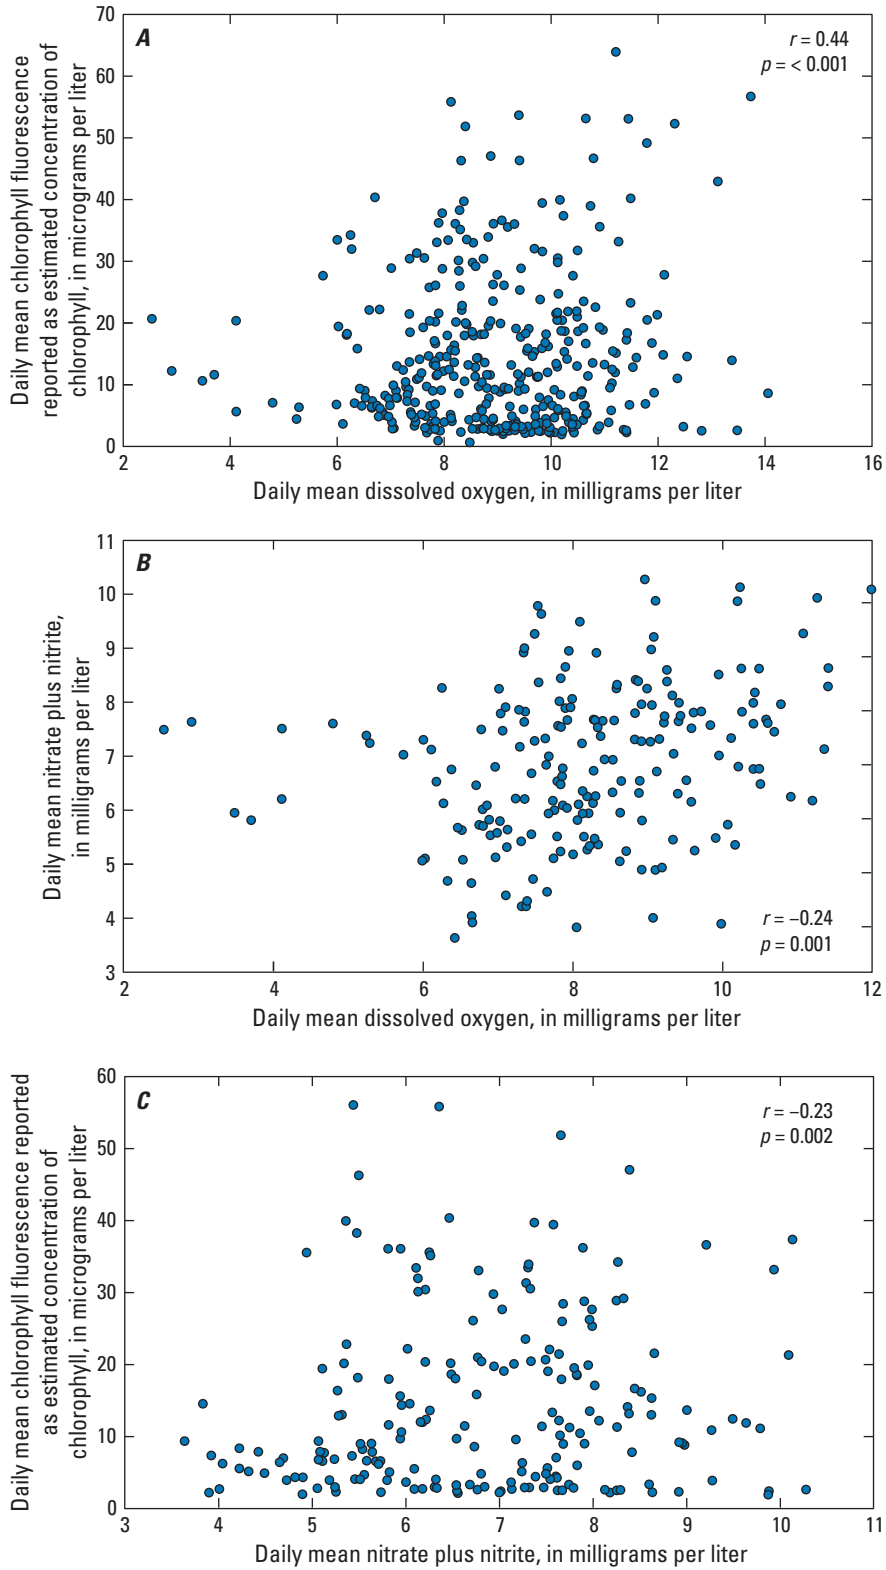 A
r = 0.44
p = < 0.001
Daily mean chlorophyll fluorescence
reported as estimated concentration of
chlorophyll, in micrograms per liter
70
60
50
40
30
20
10
0
2 4 6 8 10 12 14 16
Daily mean dissolved oxygen, in milligrams per liter
B
Daily mean nitrate plus nitrite,
in milligrams per liter
11
10
9
8
7
6
5
4
3
r = −0.24
p = 0.001
2 4 6 8 10 12
Daily mean dissolved oxygen, in milligrams per liter
C
r = −0.23
p = 0.002
Daily mean chlorophyll fluorescence reported
as estimated concentration of
chlorophyll, in micrograms per liter
60
50
40
30
20
10
0
3 4 5 6 7 8 9 10 11
Daily mean nitrate plus nitrite, in milligrams per liter